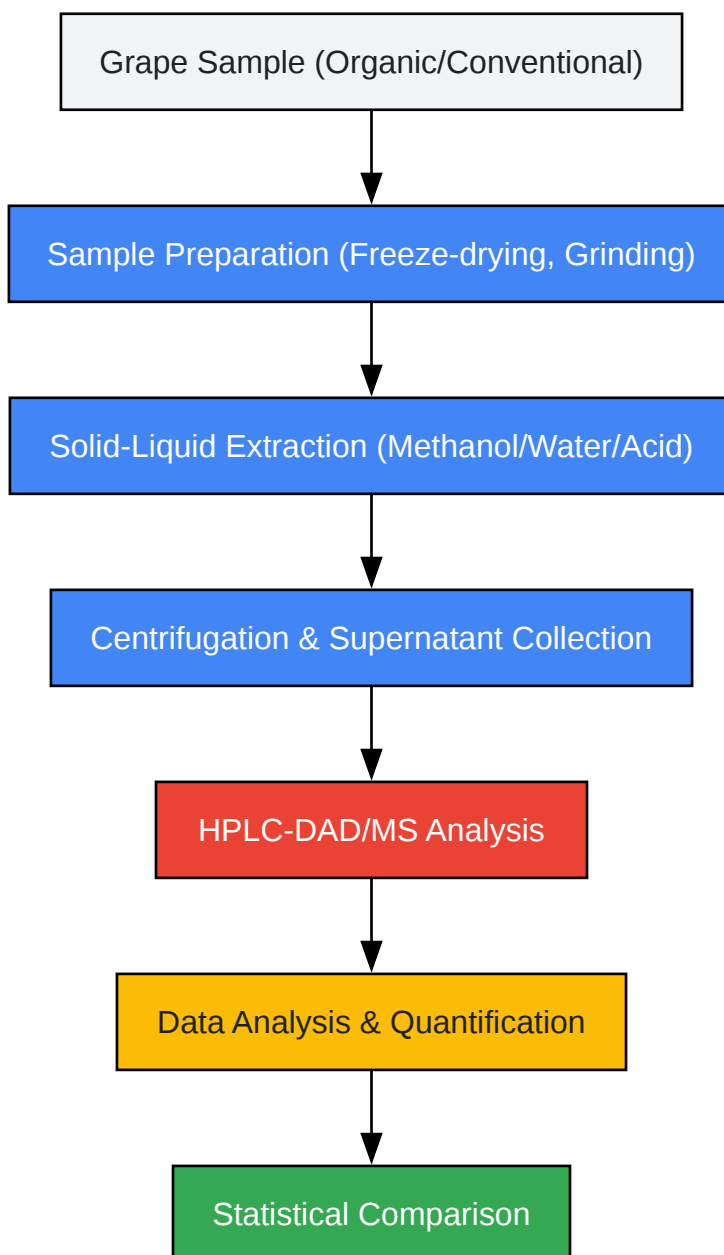 Grape Sample (Organic/Conventional)
Sample Preparation (Freeze-drying, Grinding)
Solid-Liquid Extraction (Methanol/Water/Acid)
Centrifugation & Supernatant Collection
HPLC-DAD/MS Analysis
Data Analysis & Quantification
Statistical Comparison